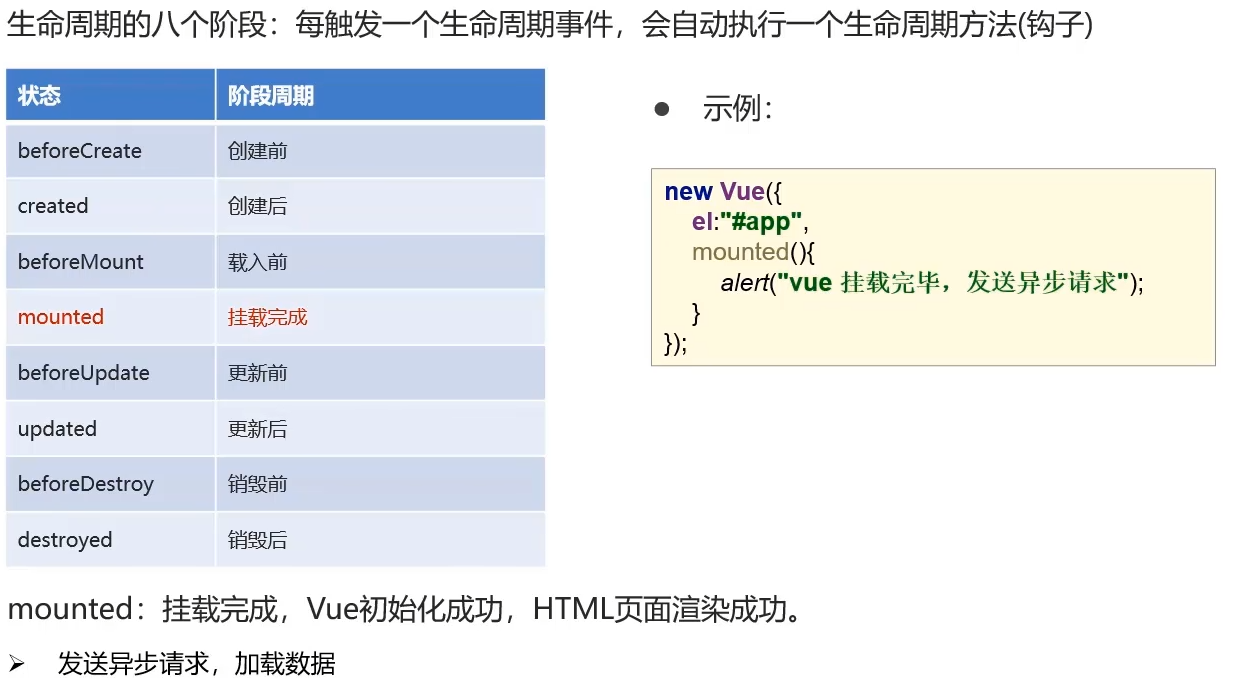 生命周期的八个阶段：每触发一个生命周期事件，会自动执行一个生命周期方法(钩子)
状态 阶段周期
beforeCreate 创建前
created 创建后
beforeMount 载入前
mounted 挂载完成
beforeUpdate 更新前
updated 更新后
beforeDestroy 销毁前
destroyed 销毁后
● 示例：
new Vue({
el:"#app",
mounted(){
alert("vue 挂载完毕，发送异步请求");
}
});
mounted：挂载完成，Vue初始化成功，HTML页面渲染成功。
➢ 发送异步请求，加载数据